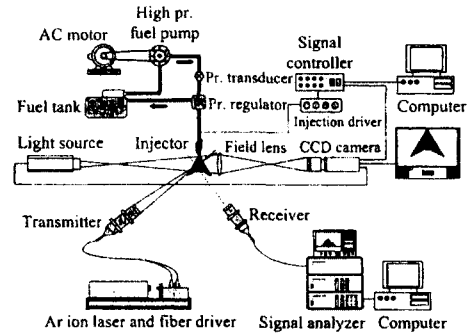 High pr.
fuel pump
AC motor
Signal
controller
Pr. transducer
Fuel tank
Pr. regulator
Injection driver
Computer
Light source
Injector
Field lens
CCD camera
Transmitter
Receiver
Ar ion laser and fiber driver
Signal analyzer
Computer